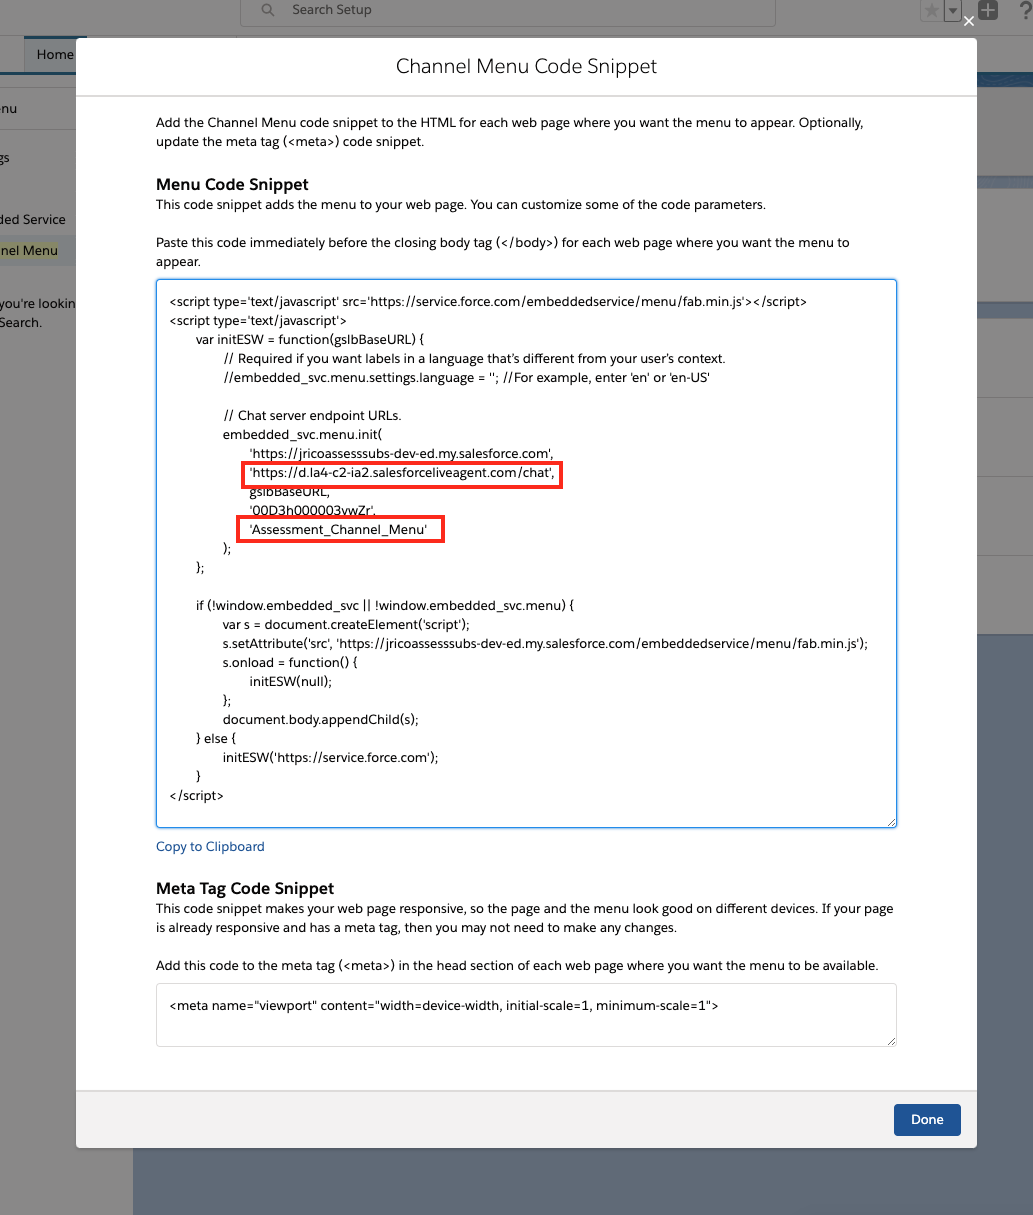 Search Setup
?
×
Home
Channel Menu Code Snippet
nu
gs
ded Service
nel Menu
you're lookin
Search.
Add the Channel Menu code snippet to the HTML for each web page where you want the menu to appear. Optionally,
update the meta tag (<meta>) code snippet.
Menu Code Snippet
This code snippet adds the menu to your web page. You can customize some of the code parameters.
Paste this code immediately before the closing body tag (</body>) for each web page where you want the menu to
appear.
<script type='text/javascript' src='https://service.force.com/embeddedservice/menu/fab.min.js'></script>
<script type='text/javascript'>
var initESW = function(gslbBaseURL) {
// Required if you want labels in a language that's different from your user's context.
//embedded_svc.menu.settings.language = ''; //For example, enter 'en' or 'en-US'
// Chat server endpoint URLs.
embedded_svc.menu.init(
'https://jricoassesssubs-dev-ed.my.salesforce.com',
'https://d.la4-c2-ia2.salesforceliveagent.com/chat',
gslbBaseURL,
'00D3h000003vwZr',
'Assessment_Channel_Menu'
);
};
if (!window.embedded_svc || !window.embedded_svc.menu) {
var s = document.createElement('script');
s.setAttribute('src', 'https://jricoassesssubs-dev-ed.my.salesforce.com/embeddedservice/menu/fab.min.js');
s.onload = function() {
initESW(null);
};
document.body.appendChild(s);
} else {
initESW('https://service.force.com');
}
</script>
Copy to Clipboard
Meta Tag Code Snippet
This code snippet makes your web page responsive, so the page and the menu look good on different devices. If your page
is already responsive and has a meta tag, then you may not need to make any changes.
Add this code to the meta tag (<meta>) in the head section of each web page where you want the menu to be available.
<meta name="viewport" content="width=device-width, initial-scale=1, minimum-scale=1">
Done